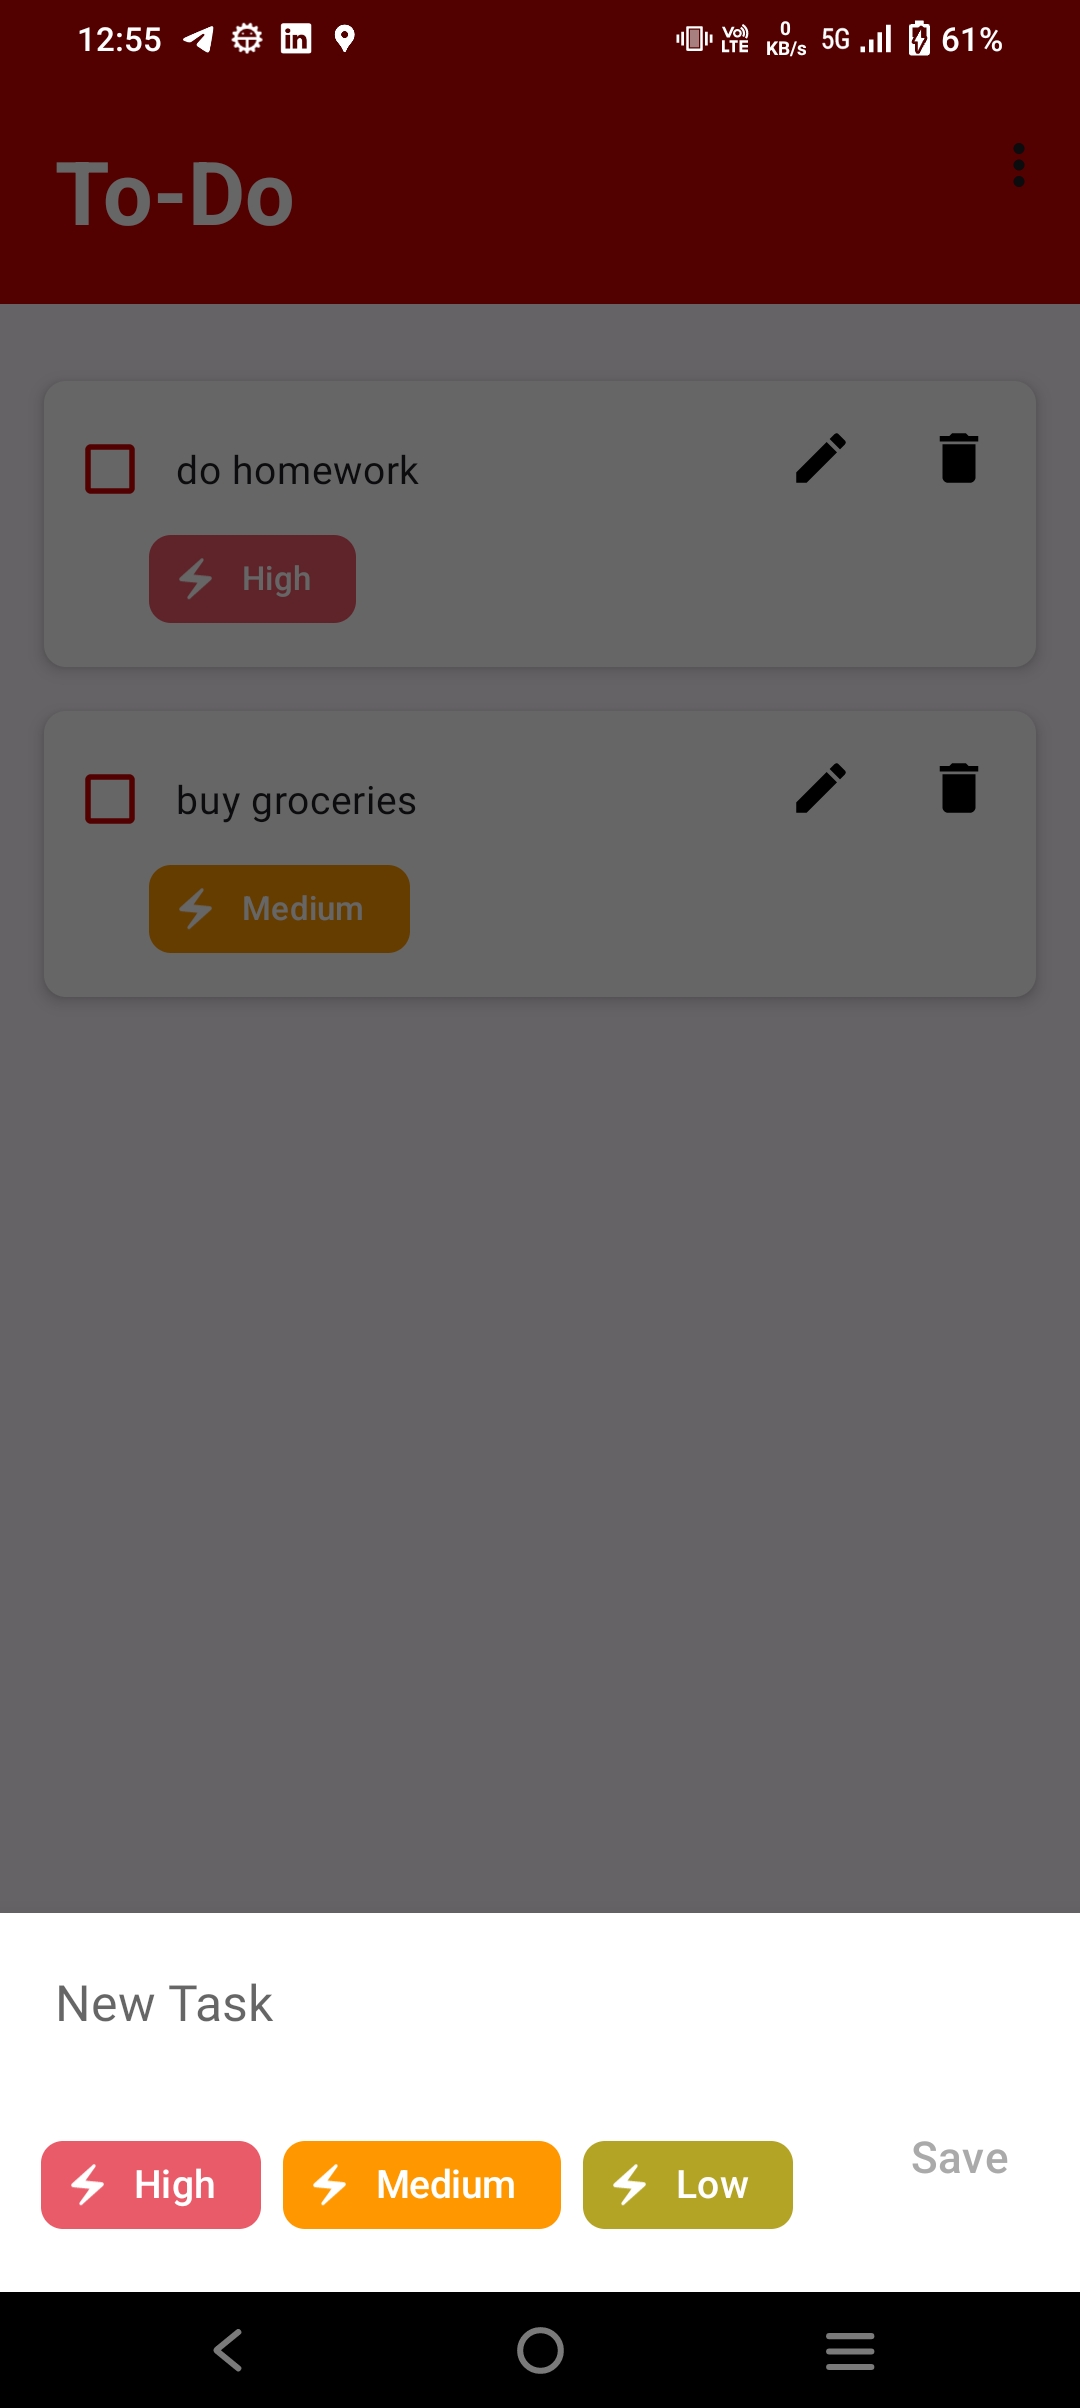 12:55 in Vo)) LTE 0 KB/s 5G 61%
To-Do
do homework
High
buy groceries
Medium
New Task
High Medium Low Save